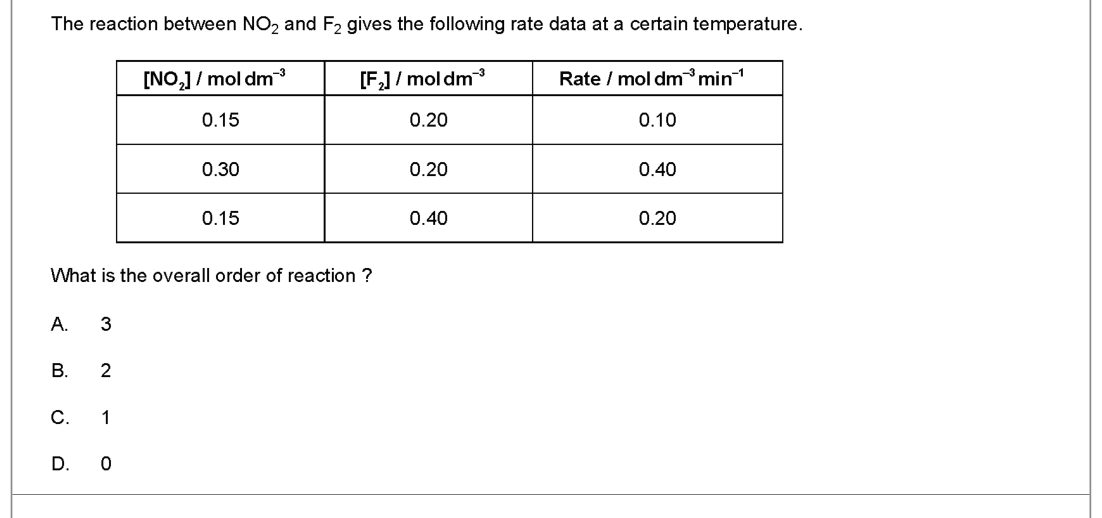 The reaction between NO₂ and F₂ gives the following rate data at a certain temperature.
[NO₂] / mol dm⁻³ [F₂] / mol dm⁻³ Rate / mol dm⁻³ min⁻¹
0.15 0.20 0.10
0.30 0.20 0.40
0.15 0.40 0.20
What is the overall order of reaction ?
A. 3
B. 2
C. 1
D. 0